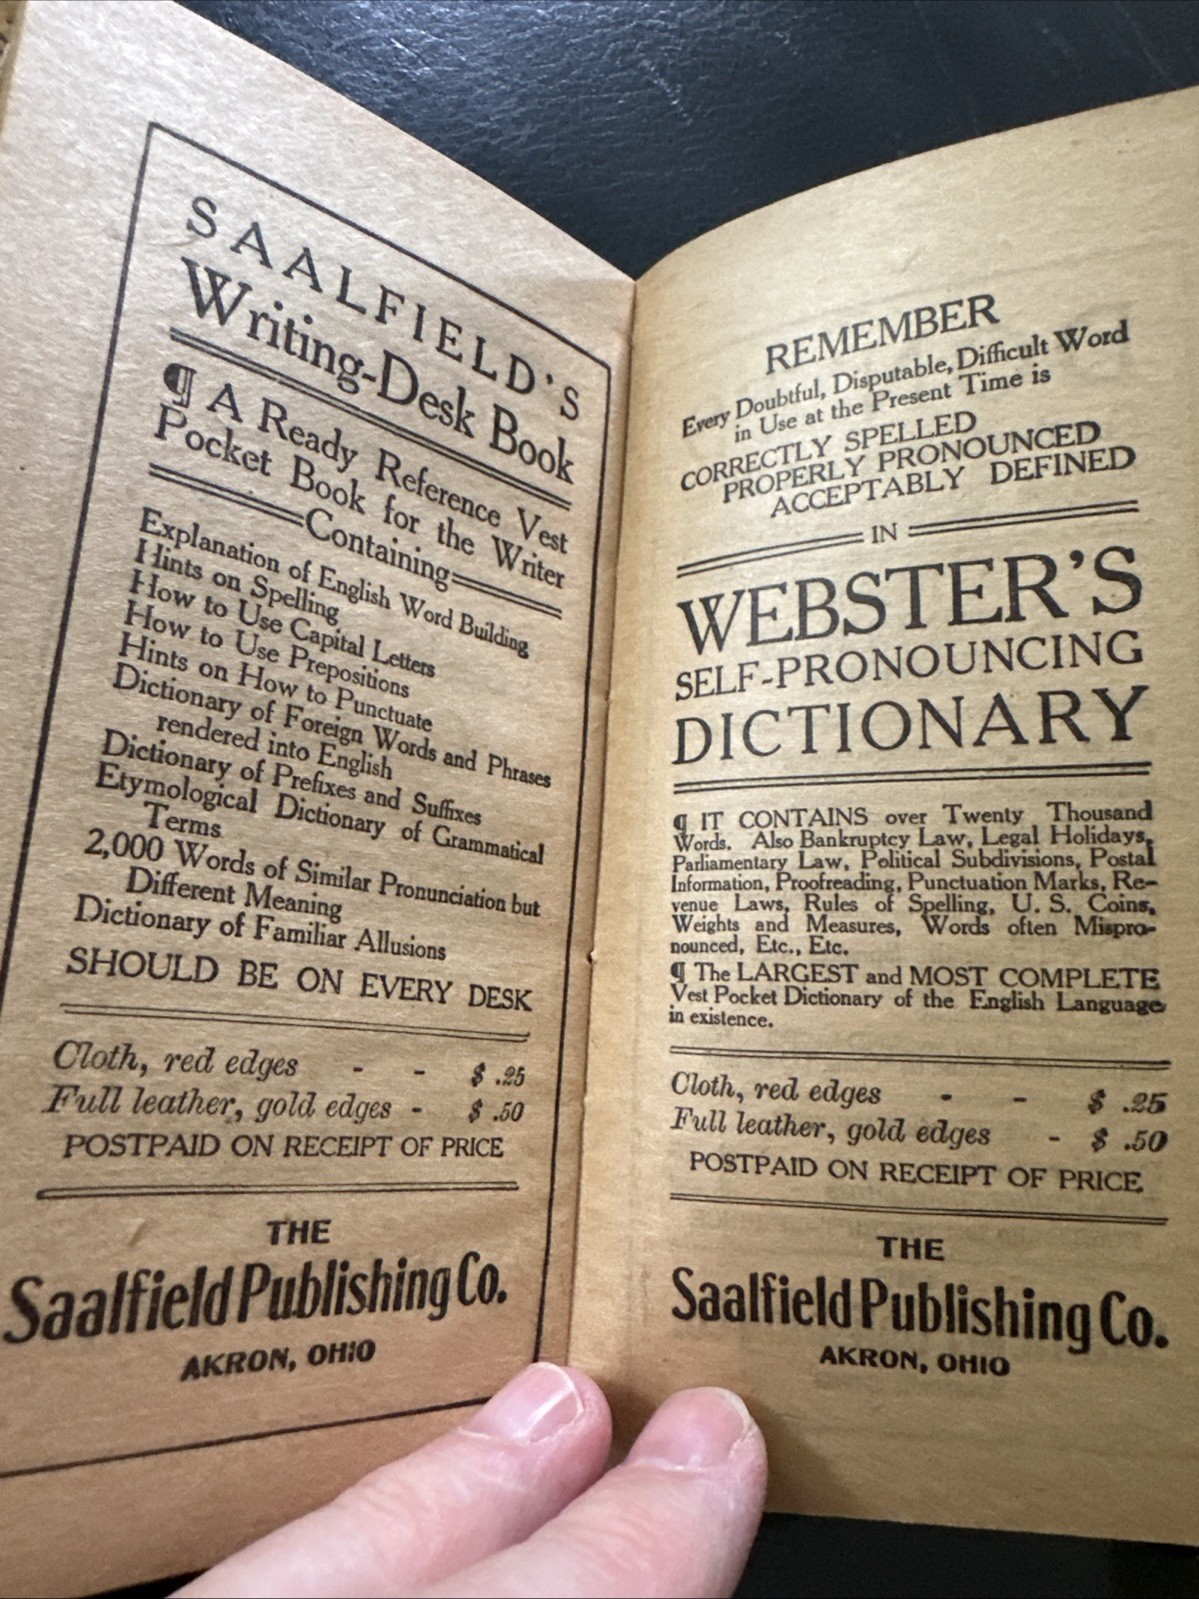 SAALFIELD'S
Writing-Desk Book
¶ A Ready Reference Vest
Pocket Book for the Writer
Containing
Explanation of English Word Building
Hints on Spelling
How to Use Capital Letters
How to Use Prepositions
Hints on How to Punctuate
Dictionary of Foreign Words and Phrases
rendered into English
Dictionary of Prefixes and Suffixes
Etymological Dictionary of Grammatical
Terms
2,000 Words of Similar Pronunciation but
Different Meaning
Dictionary of Familiar Allusions
SHOULD BE ON EVERY DESK
Cloth, red edges - - $ .25
Full leather, gold edges - $ .50
POSTPAID ON RECEIPT OF PRICE
THE
Saalfield Publishing Co.
AKRON, OHIO
REMEMBER
Every Doubtful, Disputable, Difficult Word
in Use at the Present Time is
CORRECTLY SPELLED
PROPERLY PRONOUNCED
ACCEPTABLY DEFINED
IN
WEBSTER'S
SELF-PRONOUNCING
DICTIONARY
¶ IT CONTAINS over Twenty Thousand
Words. Also Bankruptcy Law, Legal Holidays,
Parliamentary Law, Political Subdivisions, Postal
Information, Proofreading, Punctuation Marks, Re-
venue Laws, Rules of Spelling, U. S. Coins,
Weights and Measures, Words often Mispro-
nounced, Etc., Etc.
¶ The LARGEST and MOST COMPLETE
Vest Pocket Dictionary of the English Language
in existence.
Cloth, red edges - - $ .25
Full leather, gold edges - $ .50
POSTPAID ON RECEIPT OF PRICE
THE
Saalfield Publishing Co.
AKRON, OHIO